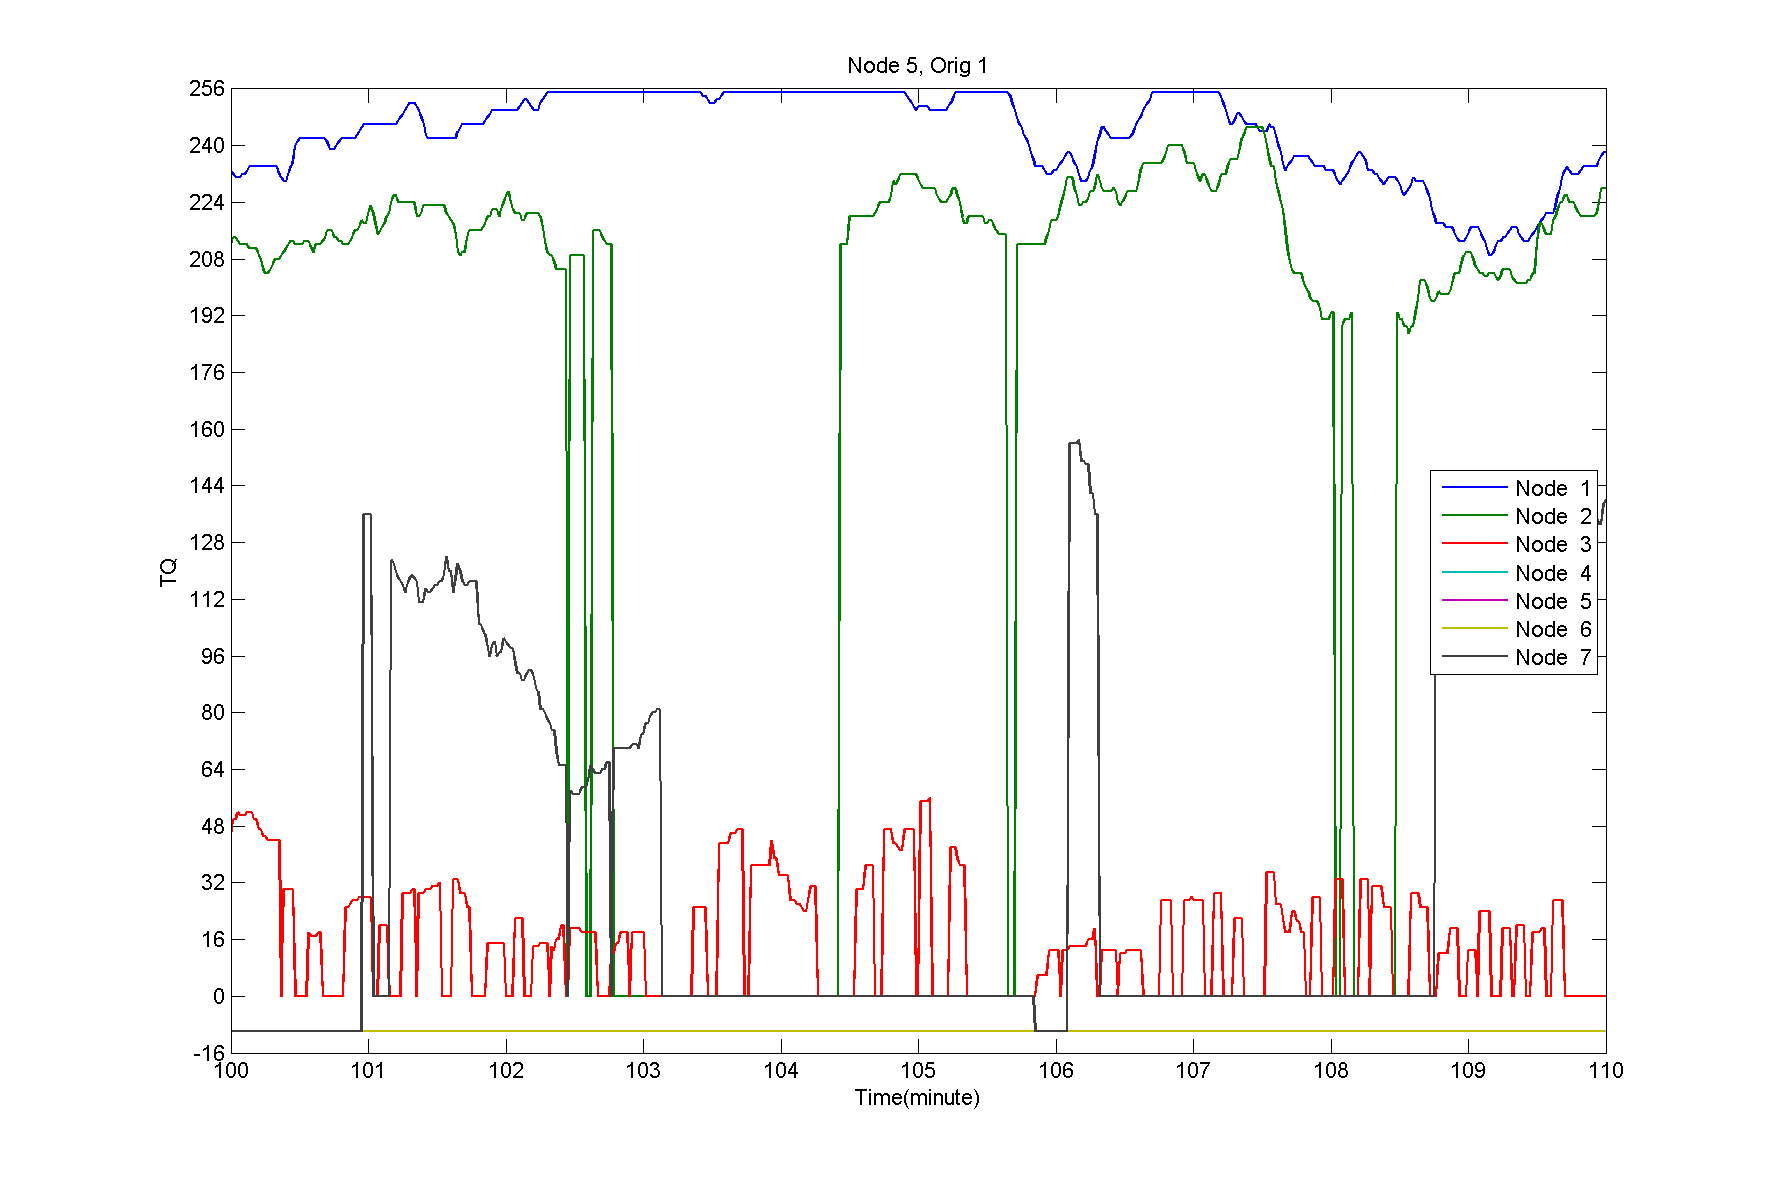 Node 5, Orig 1
256
240
224
208
192
176
160
144
128
112
96
80
64
48
32
16
0
-16
TQ
Node 1
Node 2
Node 3
Node 4
Node 5
Node 6
Node 7
100 101 102 103 104 105 106 107 108 109 110
Time(minute)